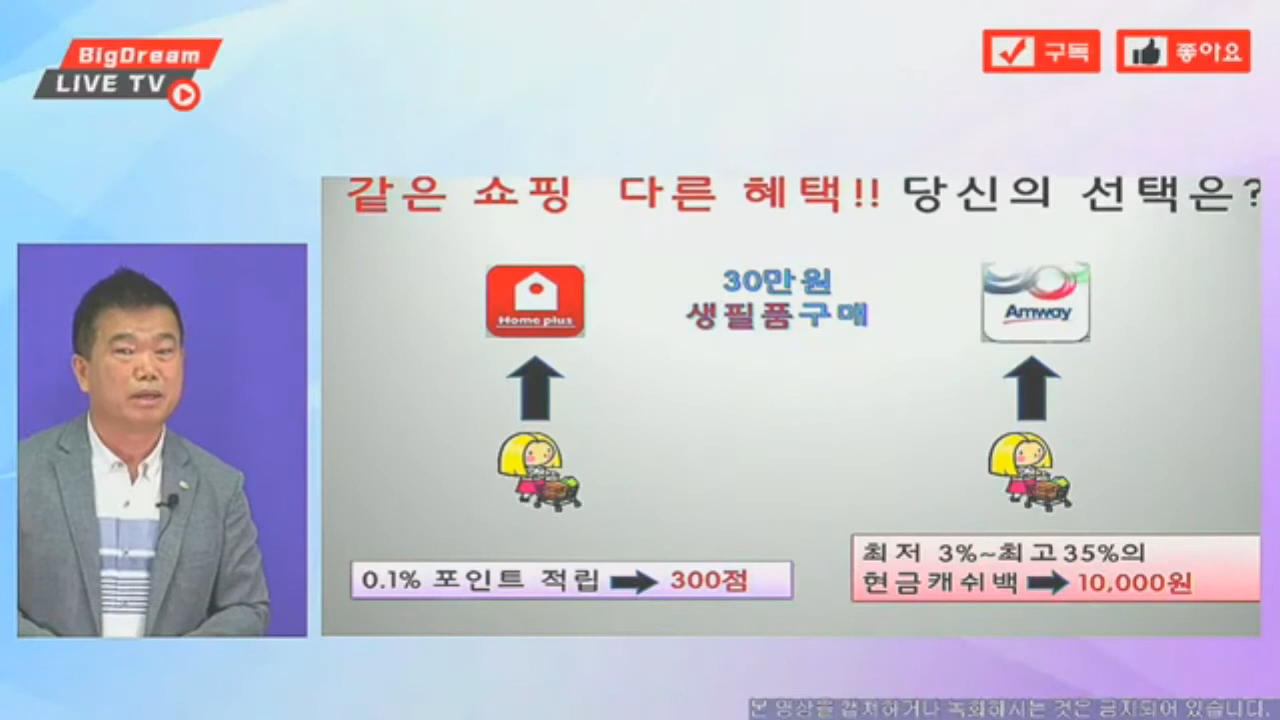 BigDream
LIVE TV
구독
좋아요
같은 쇼핑 다른 혜택!! 당신의 선택은?
Home plus
30만원
생필품구매
Amway
0.1% 포인트 적립 300점
최저 3%~최고35%의
현금캐쉬백 10,000원
본 영상을 캡쳐하거나 녹화하시는 것은 금지되어 있습니다.